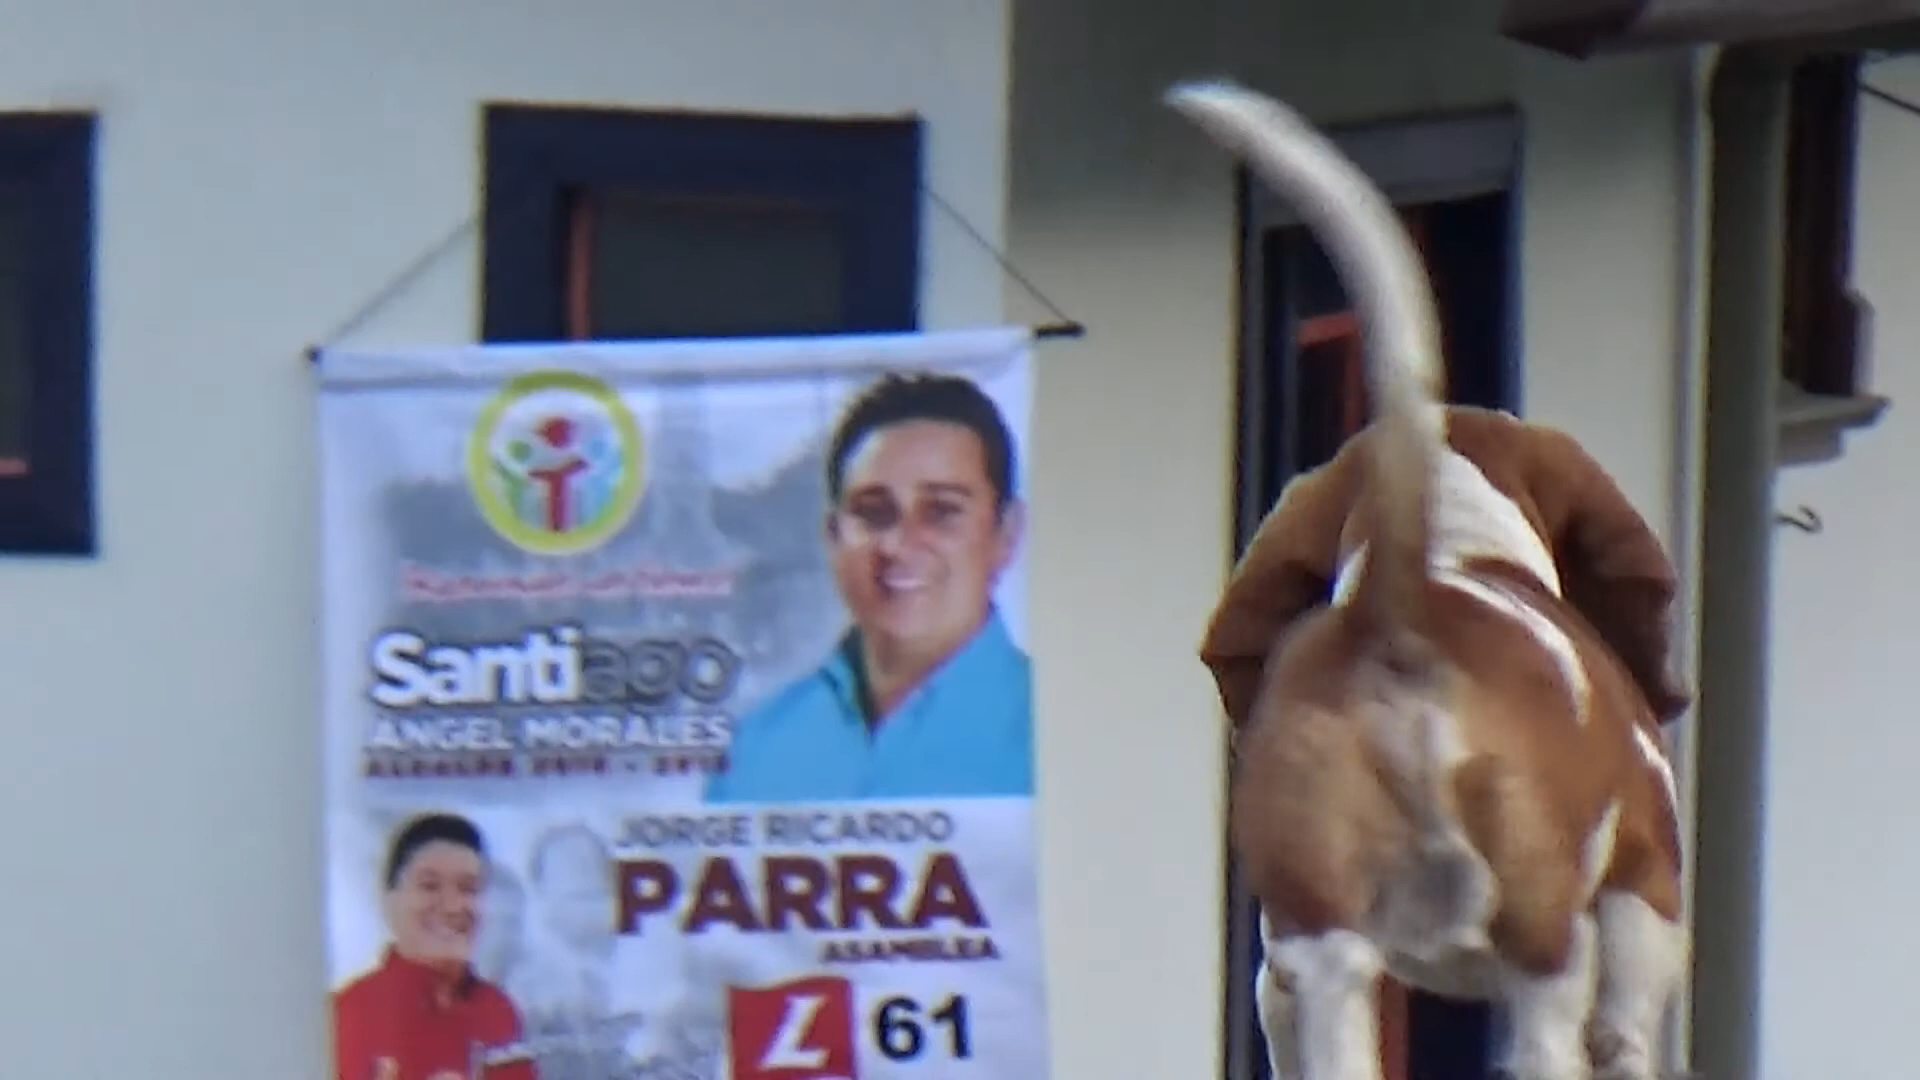 Santiago
ANGEL MORALES
JORGE RICARDO
PARRA
ASAMBLEA
L 61